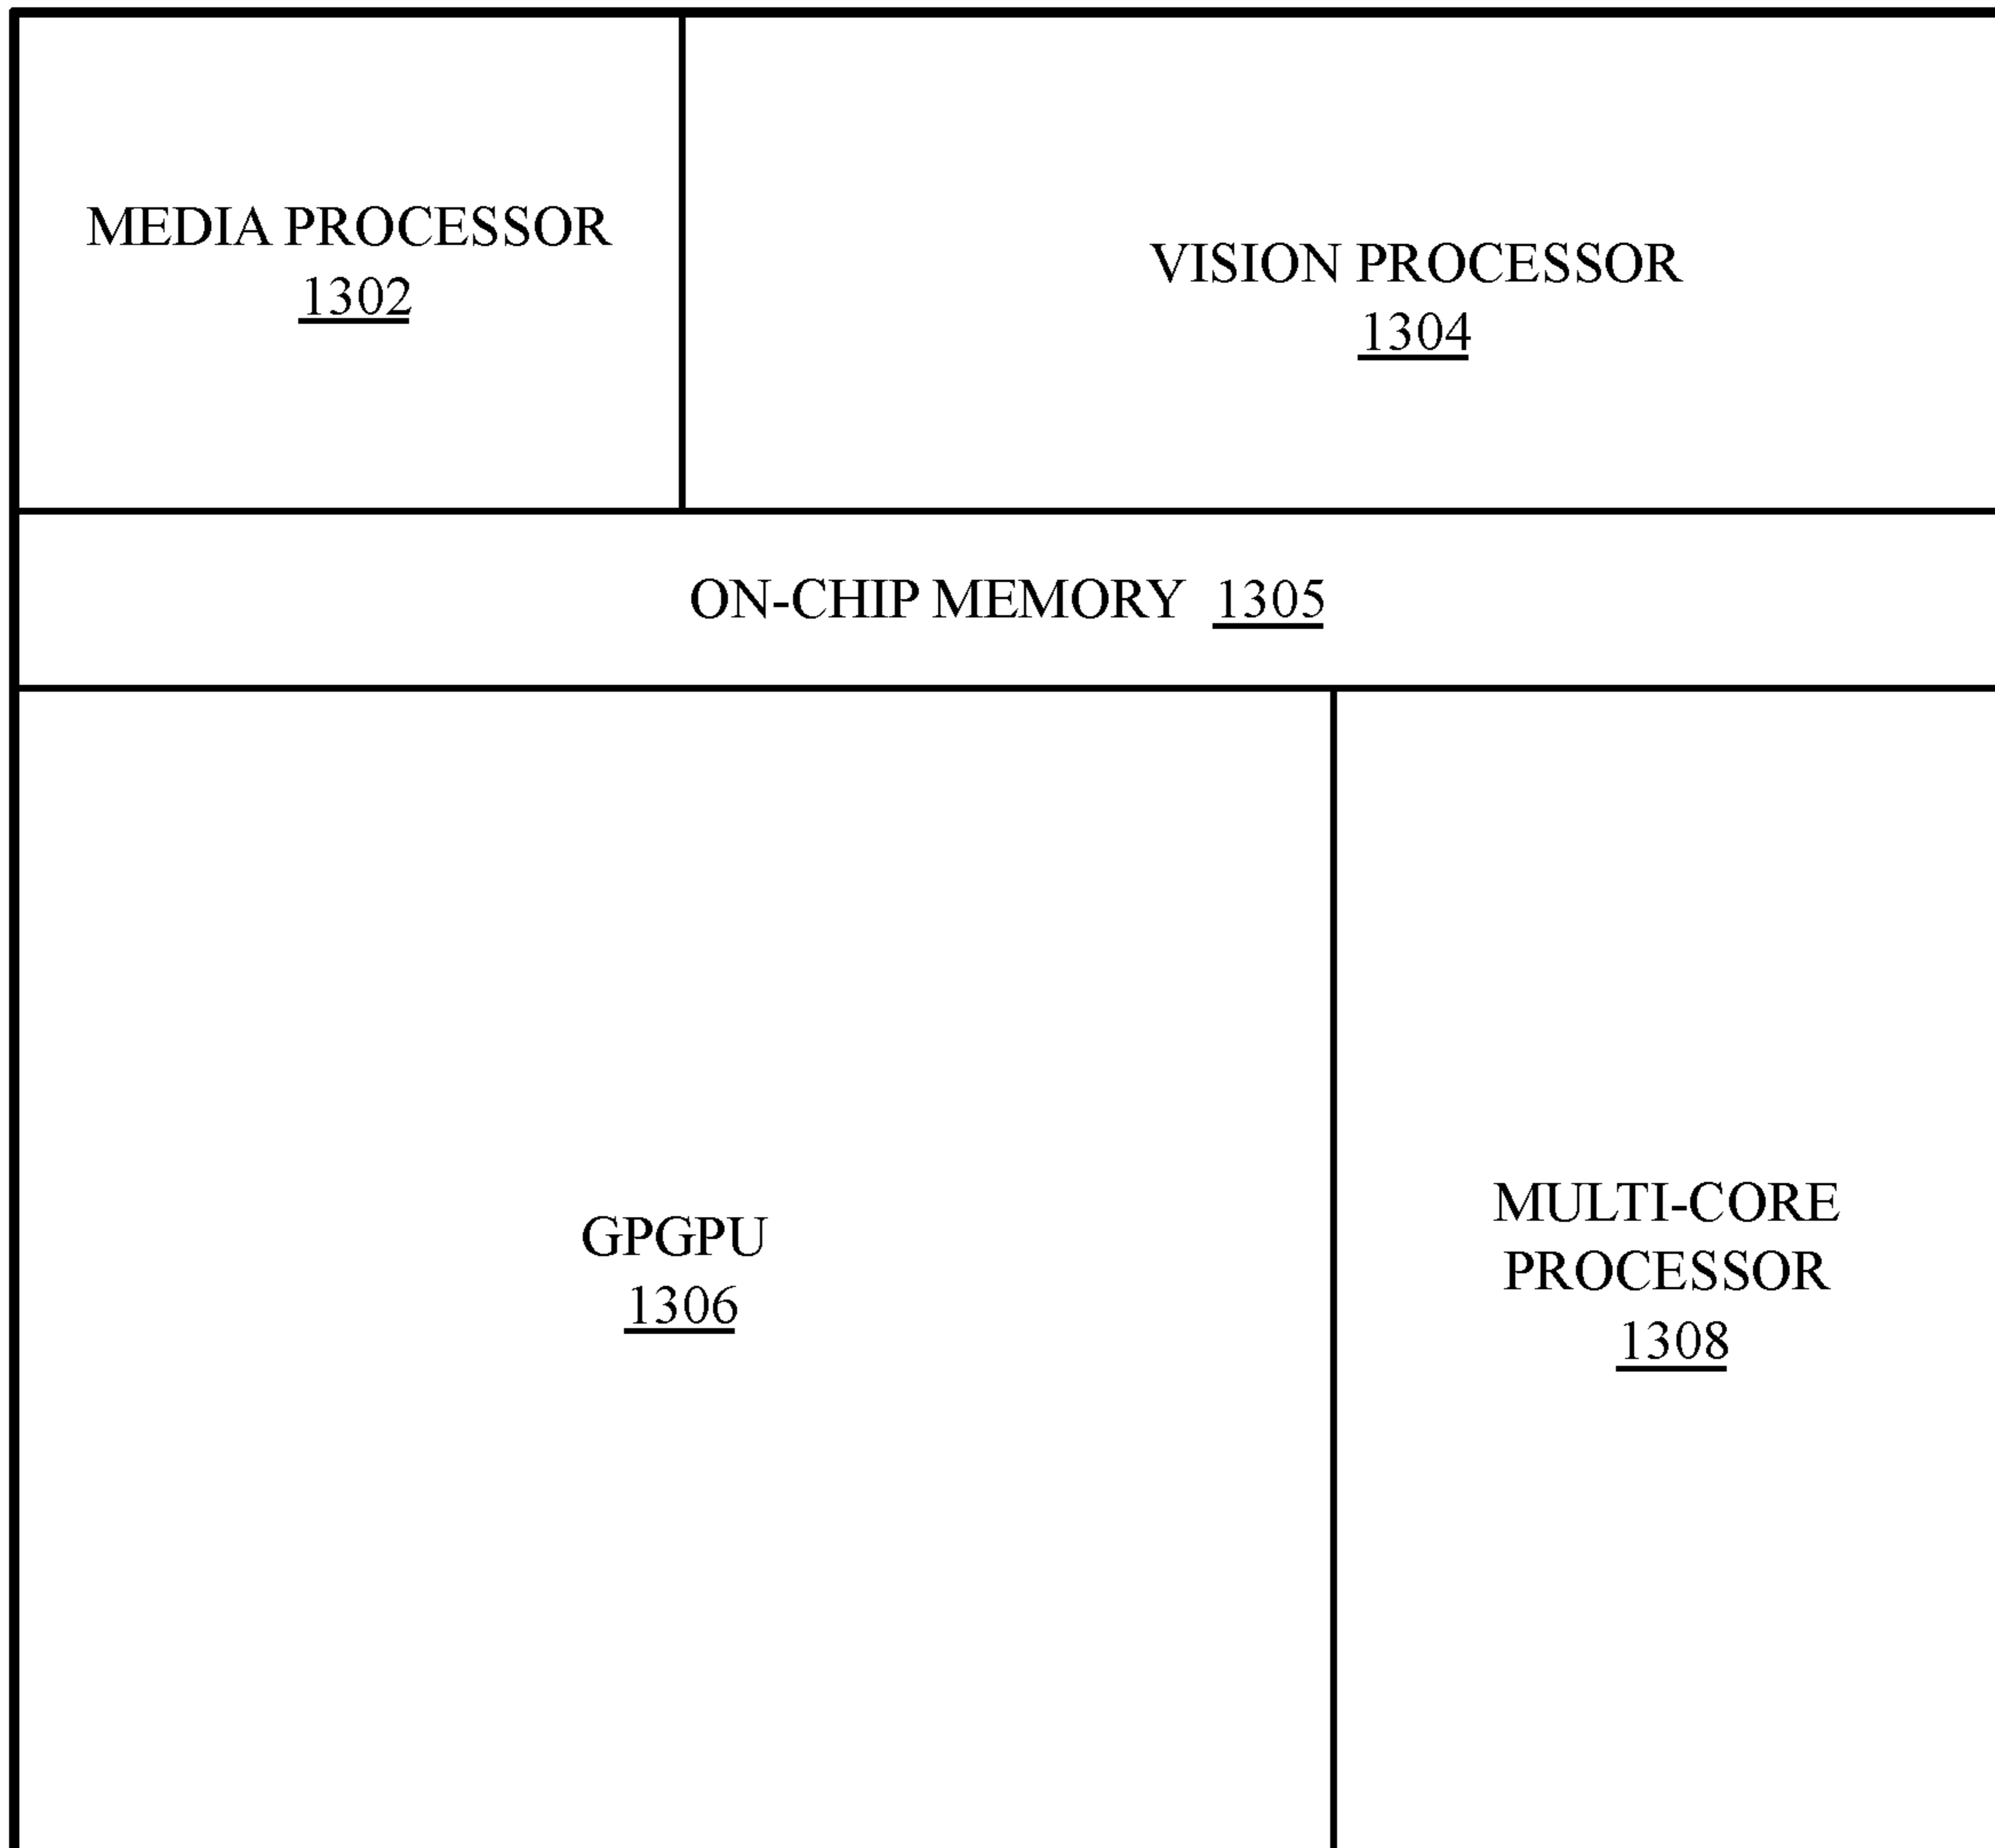 MEDIA PROCESSOR
1302
VISION PROCESSOR
1304
ON-CHIP MEMORY 1305
GPGPU
1306
MULTI-CORE
PROCESSOR
1308